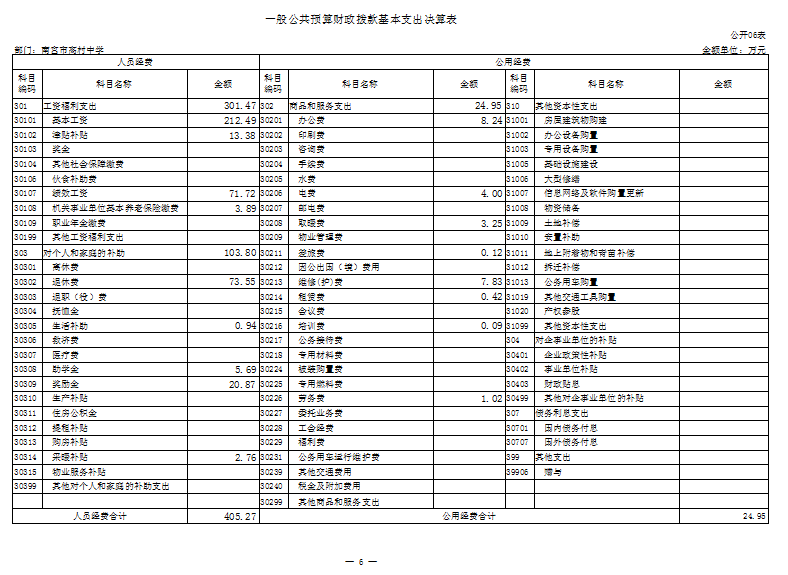 一般公共预算财政拨款基本支出决算表
公开06表
部门：南宫市高村中学 金额单位：万元
人员经费 公用经费
科目编码 科目名称 金额 科目编码 科目名称 金额 科目编码 科目名称 金额
301 工资福利支出 301.47 302 商品和服务支出 24.95 310 其他资本性支出
30101 基本工资 212.49 30201 办公费 8.24 31001 房屋建筑物购建
30102 津贴补贴 13.38 30202 印刷费 31002 办公设备购置
30103 奖金 30203 咨询费 31003 专用设备购置
30104 其他社会保障缴费 30204 手续费 31005 基础设施建设
30106 伙食补助费 30205 水费 31006 大型修缮
30107 绩效工资 71.72 30206 电费 4.00 31007 信息网络及软件购置更新
30108 机关事业单位基本养老保险缴费 3.89 30207 邮电费 31008 物资储备
30109 职业年金缴费 30208 取暖费 3.25 31009 土地补偿
30199 其他工资福利支出 30209 物业管理费 31010 安置补助
303 对个人和家庭的补助 103.80 30211 差旅费 0.12 31011 地上附着物和青苗补偿
30301 离休费 30212 因公出国（境）费用 31012 拆迁补偿
30302 退休费 73.55 30213 维修(护)费 7.83 31013 公务用车购置
30303 退职（役）费 30214 租赁费 0.42 31019 其他交通工具购置
30304 抚恤金 30215 会议费 31020 产权参股
30305 生活补助 0.94 30216 培训费 0.09 31099 其他资本性支出
30306 救济费 30217 公务接待费 304 对企事业单位的补贴
30307 医疗费 30218 专用材料费 30401 企业政策性补贴
30308 助学金 5.69 30224 被装购置费 30402 事业单位补贴
30309 奖励金 20.87 30225 专用燃料费 30403 财政贴息
30310 生产补贴 30226 劳务费 1.02 30499 其他对企事业单位的补贴
30311 住房公积金 30227 委托业务费 307 债务利息支出
30312 提租补贴 30228 工会经费 30701 国内债务付息
30313 购房补贴 30229 福利费 30707 国外债务付息
30314 采暖补贴 2.76 30231 公务用车运行维护费 399 其他支出
30315 物业服务补贴 30239 其他交通费用 39906 赠与
30399 其他对个人和家庭的补助支出 30240 税金及附加费用
30299 其他商品和服务支出
人员经费合计 405.27 公用经费合计 24.95
— 6 —